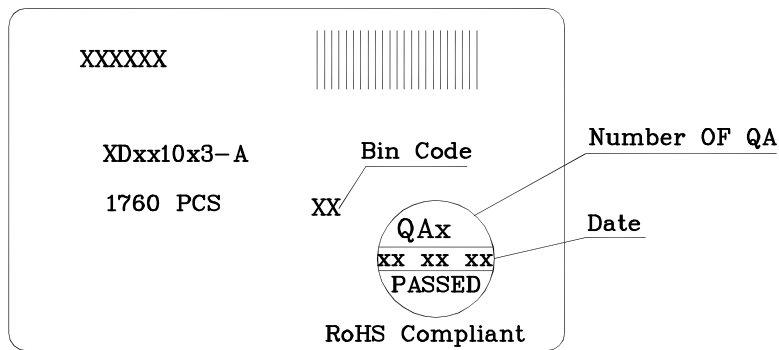 XXXXXX
XDxx10x3-A
Bin Code
Number OF QA
1760 PCS
XX
QAx
Date
xx xx xx
PASSED
RoHS Compliant